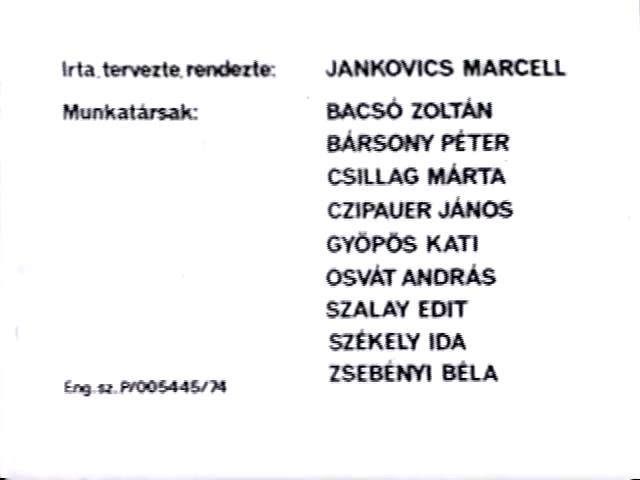 Irta, tervezte, rendezte: JANKOVICS MARCELL
Munkatársak: BACSÓ ZOLTÁN
BÁRSONY PÉTER
CSILLAG MÁRTA
CZIPAUER JÁNOS
GYÖPÖS KATI
OSVÁT ANDRÁS
SZALAY EDIT
SZÉKELY IDA
ZSEBÉNYI BÉLA
Eng. sz. P/005445/74